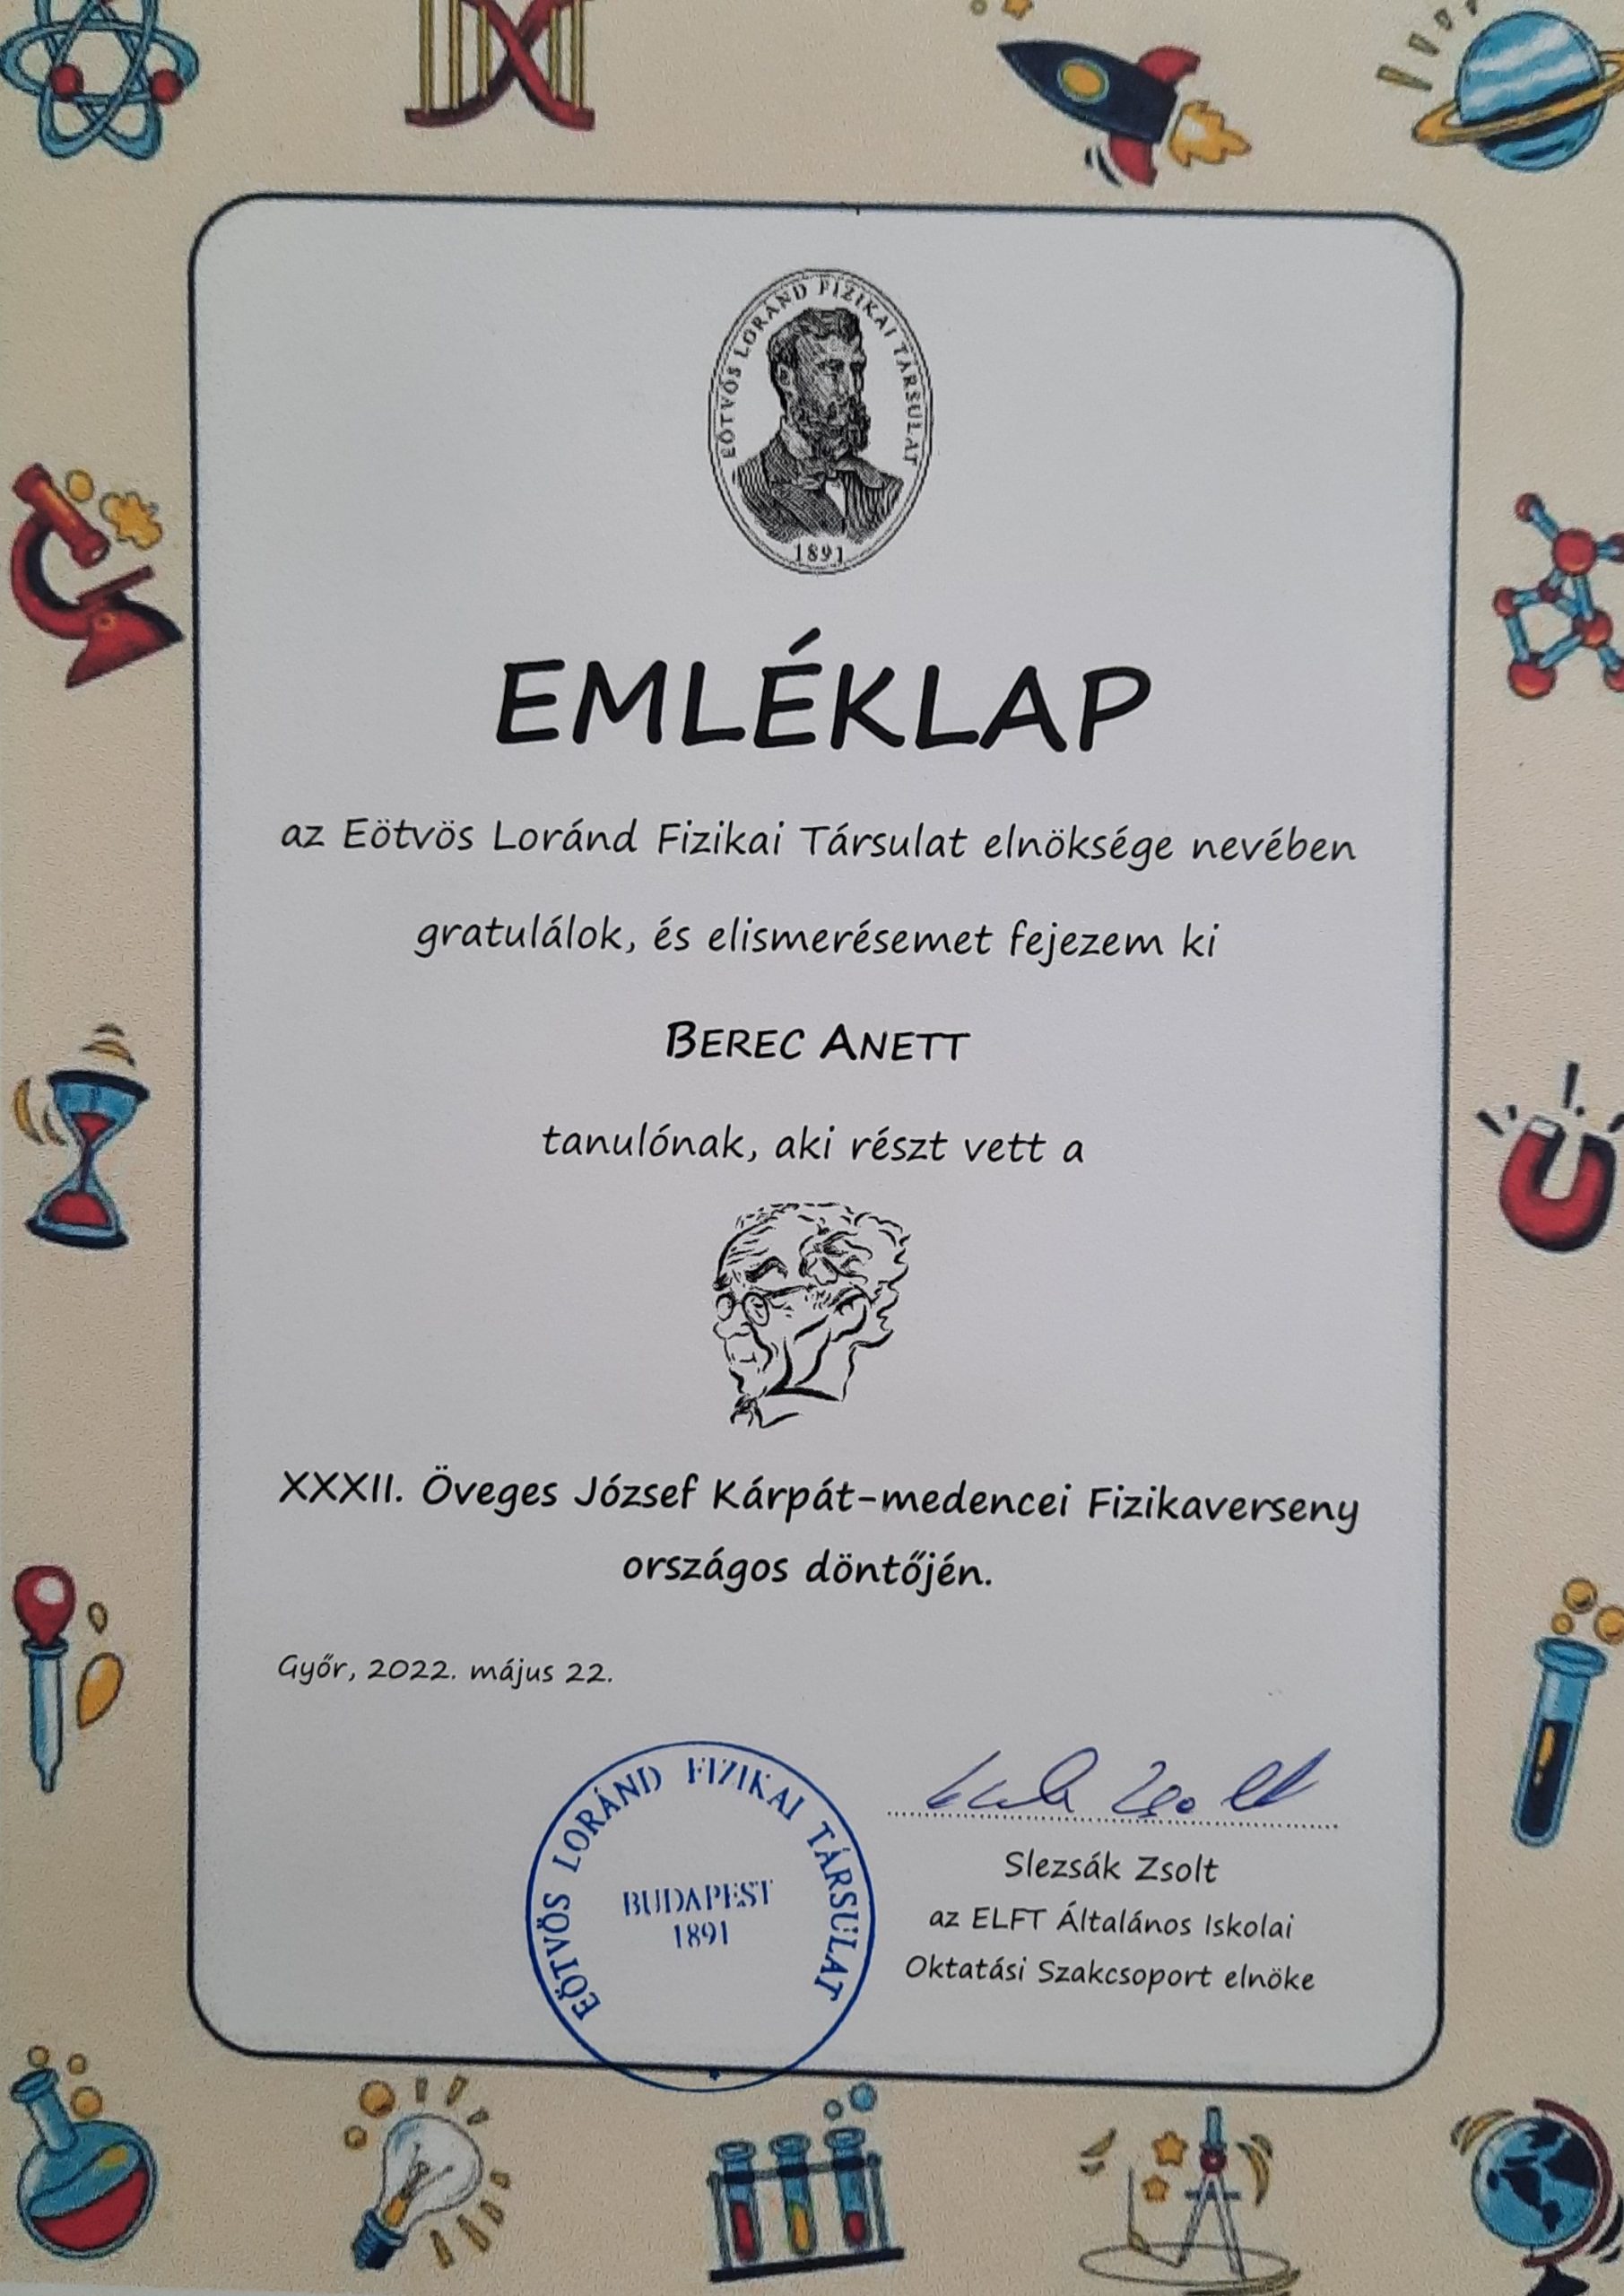 EÖTVÖS LORÁND FIZIKAI TÁRSULAT
1891
EMLÉKLAP
az Eötvös Loránd Fizikai Társulat elnöksége nevében
gratulálok, és elismerésemet fejezem ki
BEREC ANETT
tanulónak, aki részt vett a
XXXII. Öveges József Kárpát-medencei Fizikaverseny
országos döntőjén.
Győr, 2022. május 22.
EÖTVÖS LORÁND FIZIKAI TÁRSULAT
BUDAPEST
1891
Slezsák Zsolt
az ELFT Általános Iskolai
Oktatási Szakcsoport elnöke